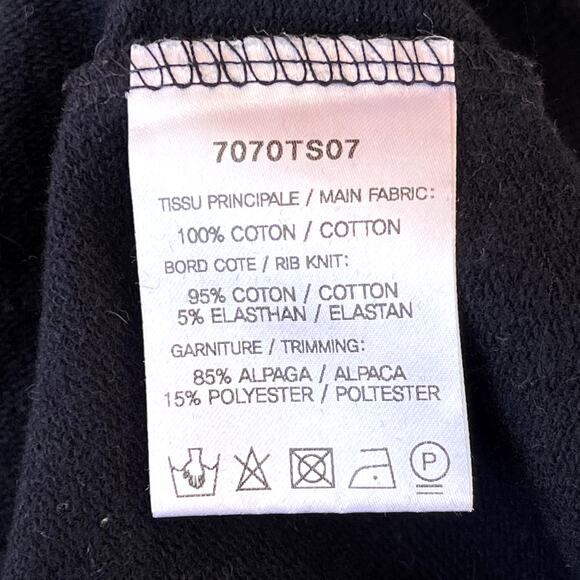 7070TS07
TISSU PRINCIPALE / MAIN FABRIC:
100% COTON / COTTON
BORD COTE / RIB KNIT:
95% COTON / COTTON
5% ELASTHAN / ELASTAN
GARNITURE / TRIMMING:
85% ALPAGA / ALPACA
15% POLYESTER / POLTESTER
P